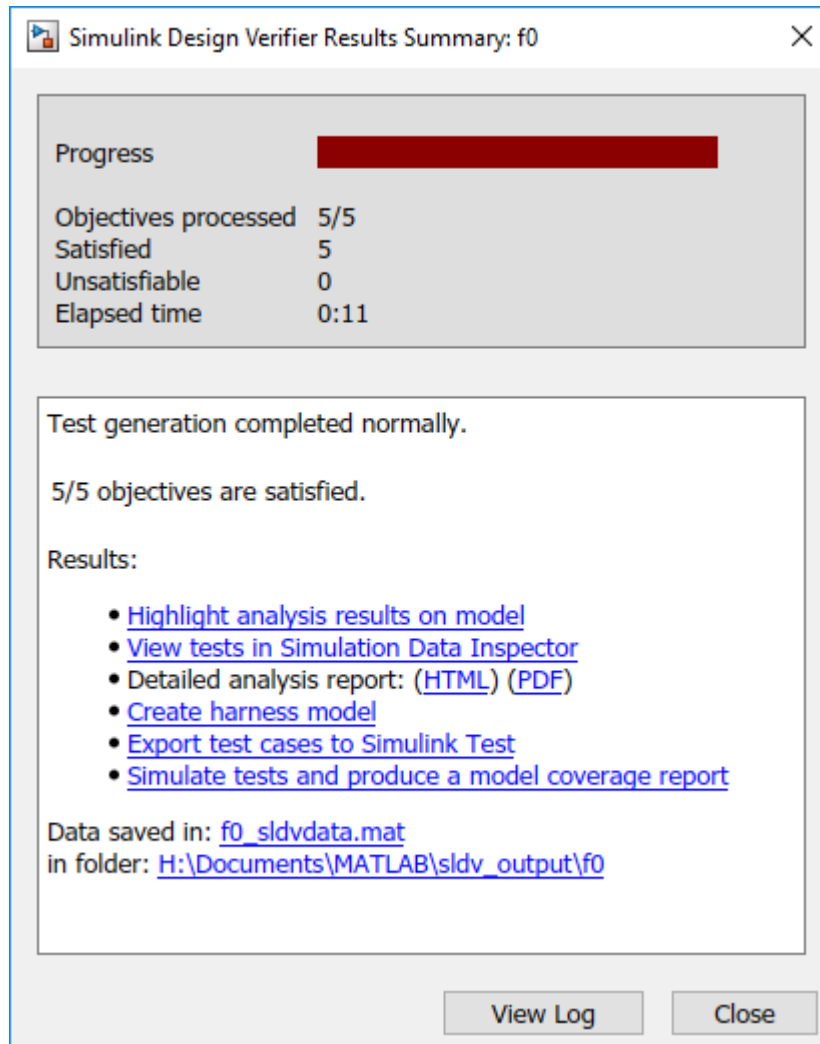 Simulink Design Verifier Results Summary: f0
Progress
Objectives processed 5/5
Satisfied 5
Unsatisfiable 0
Elapsed time 0:11
Test generation completed normally.
5/5 objectives are satisfied.
Results:
• Highlight analysis results on model
• View tests in Simulation Data Inspector
• Detailed analysis report: (HTML) (PDF)
• Create harness model
• Export test cases to Simulink Test
• Simulate tests and produce a model coverage report
Data saved in: f0_sldvdata.mat
in folder: H:\Documents\MATLAB\sldv_output\f0
View Log Close